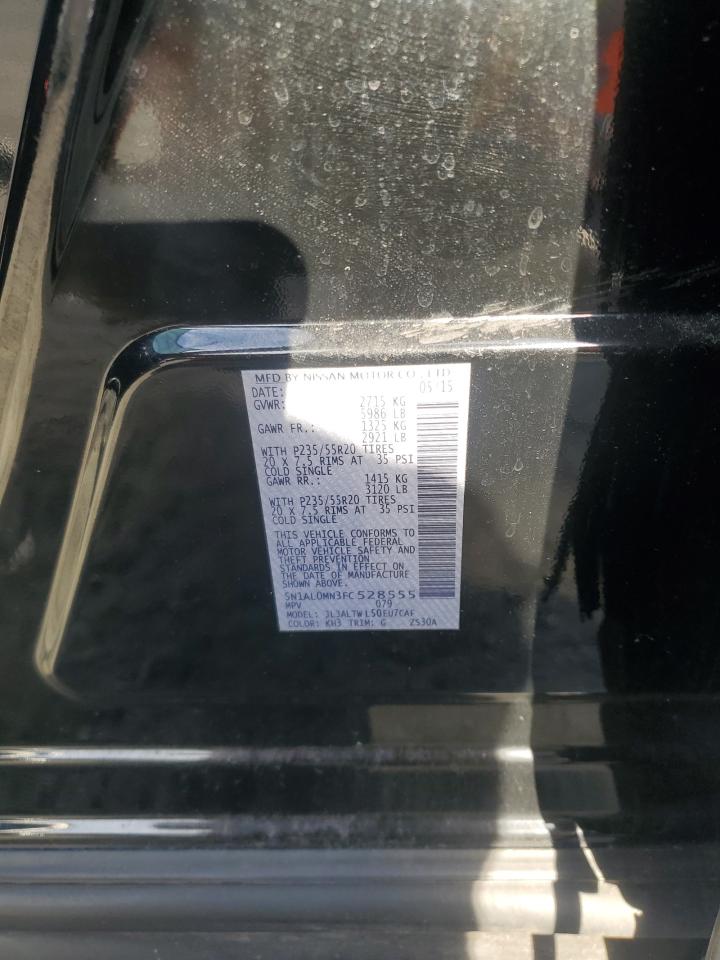 MFD BY NISSAN MOTOR CO., LTD
DATE: 05/15
GVWR: 2715 KG
5986 LB
GAWR FR.: 1325 KG
2921 LB
WITH P235/55R20 TIRES
20 X 7.5 RIMS AT 35 PSI
COLD SINGLE
GAWR RR.: 1415 KG
3120 LB
WITH P235/55R20 TIRES
20 X 7.5 RIMS AT 35 PSI
COLD SINGLE
THIS VEHICLE CONFORMS TO
ALL APPLICABLE FEDERAL
MOTOR VEHICLE SAFETY AND
THEFT PREVENTION
STANDARDS IN EFFECT ON
THE DATE OF MANUFACTURE
SHOWN ABOVE.
5N1AL0MN3FC528555
MPV 079
MODEL: JL3ALTWL50EU7CAF
COLOR: KH3 TRIM: G ZS30A